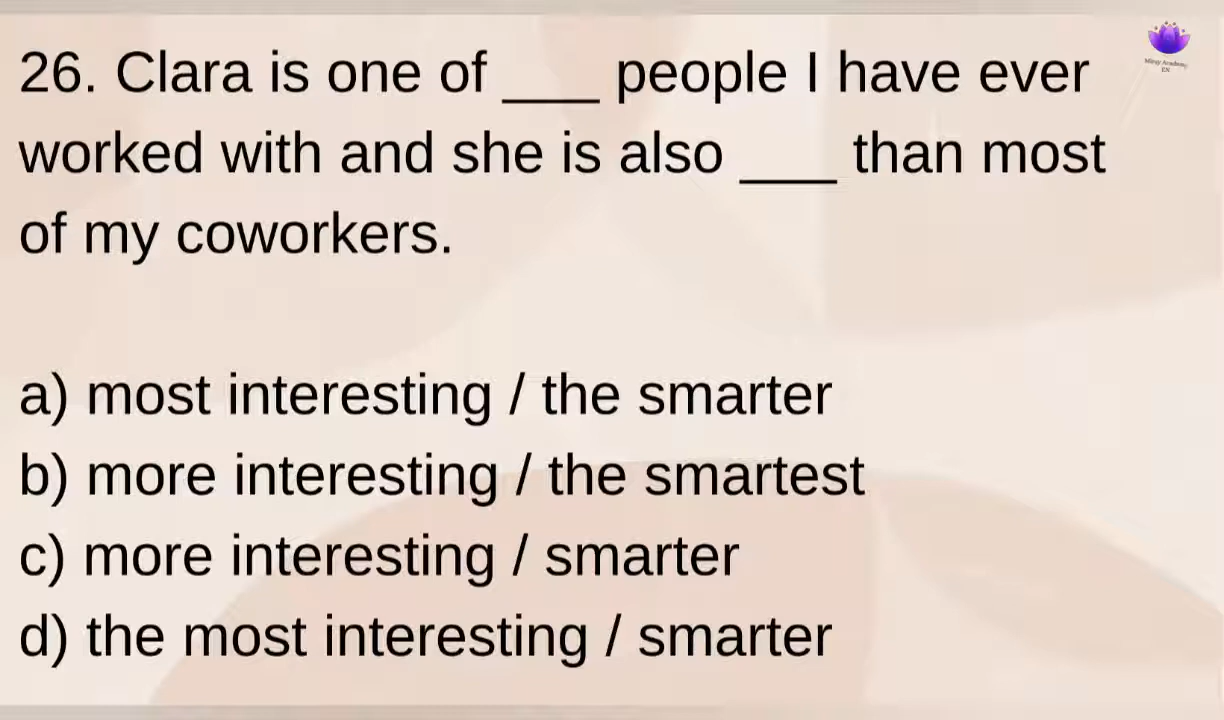 26. Clara is one of ___ people I have ever
worked with and she is also ___ than most
of my coworkers.
a) most interesting / the smarter
b) more interesting / the smartest
c) more interesting / smarter
d) the most interesting / smarter